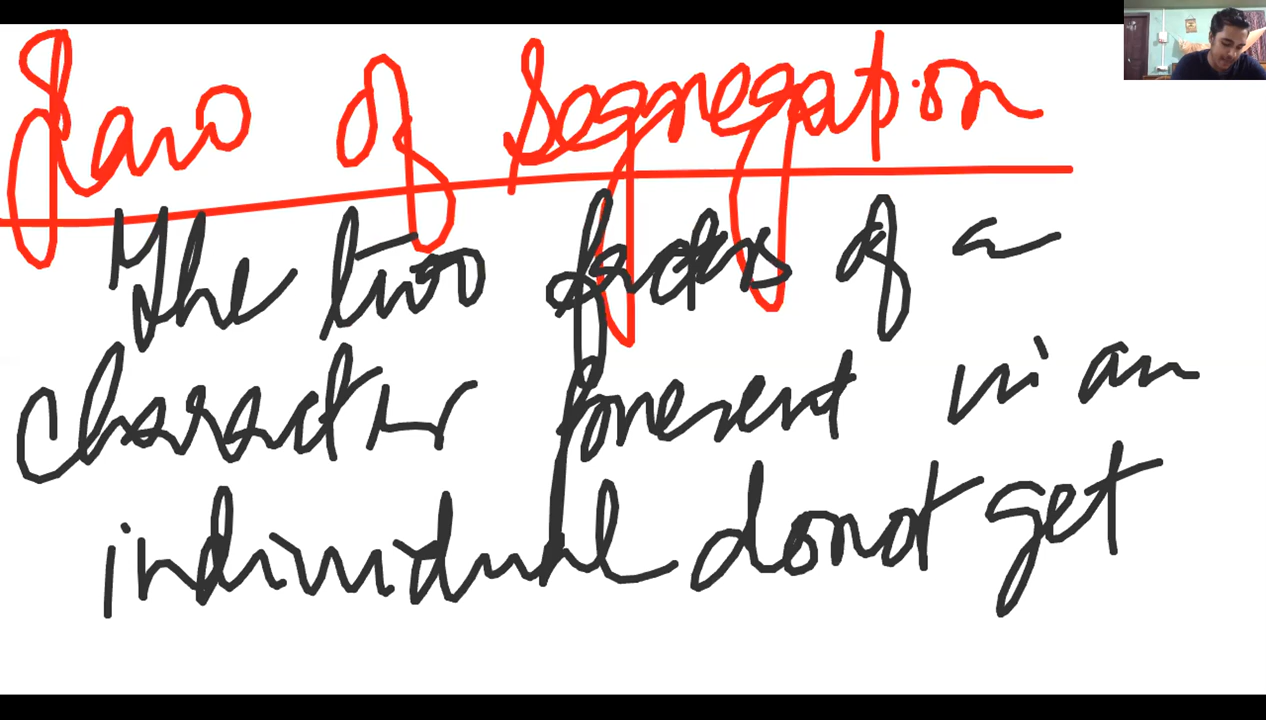 Law of Segregation
The two factors of a
character present in an
individual donot get